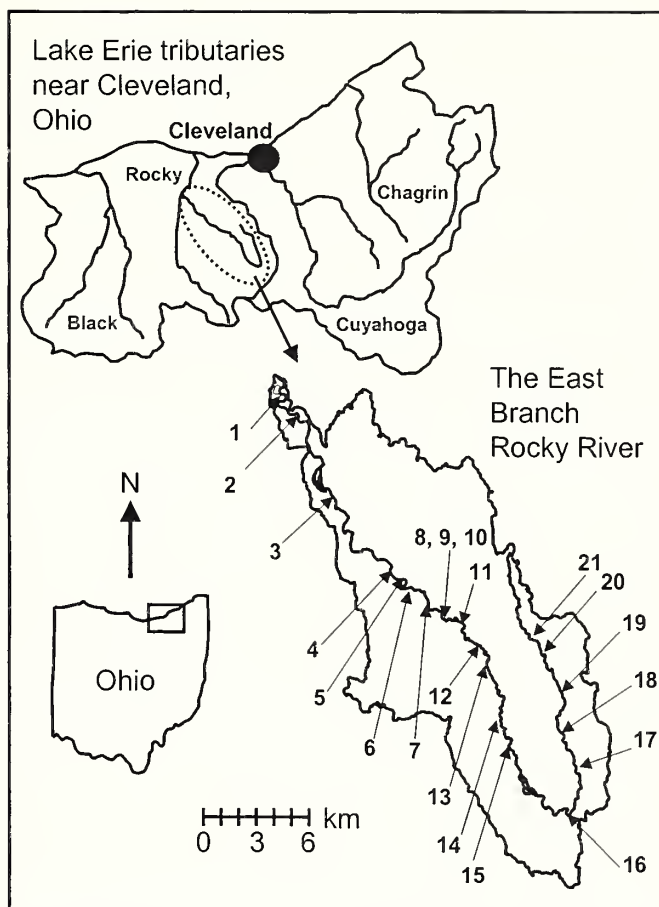 Lake Erie tributaries
near Cleveland,
Ohio
Cleveland
Rocky
Chagrin
Black
Cuyahoga
The East
Branch
Rocky River
1
2
3
N
8, 9, 10
11
21
20
19
4
18
5
12
17
6
7
13
14
15
16
Ohio
km
0 3 6